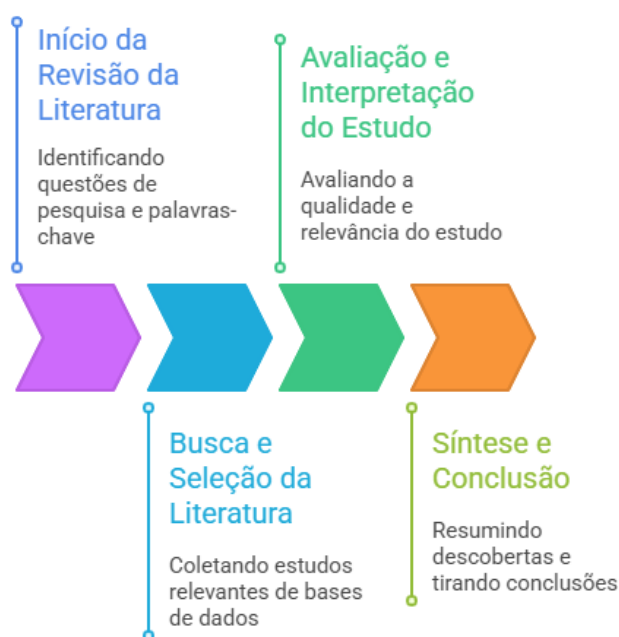 Início da
Revisão da
Literatura
Identificando
questões de
pesquisa e palavras-
chave
Busca e
Seleção da
Literatura
Coletando estudos
relevantes de bases
de dados
Avaliação e
Interpretação
do Estudo
Avaliando a
qualidade e
relevância do estudo
Síntese e
Conclusão
Resumindo
descobertas e
tirando conclusões